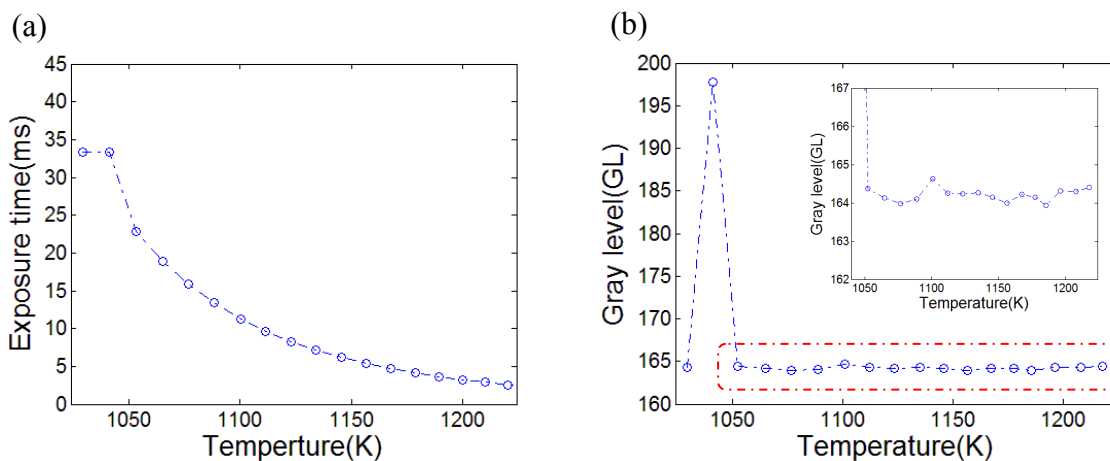 (a)
45
40
35
30
25
20
15
10
5
0
Exposure time(ms)
1050 1100 1150 1200
Temperture(K)
(b)
200
195
190
185
180
175
170
165
160
Gray level(GL)
1050 1100 1150 1200
Temperature(K)
167
166
165
164
163
162
Gray level(GL)
1050 1100 1150 1200
Temperature(K)